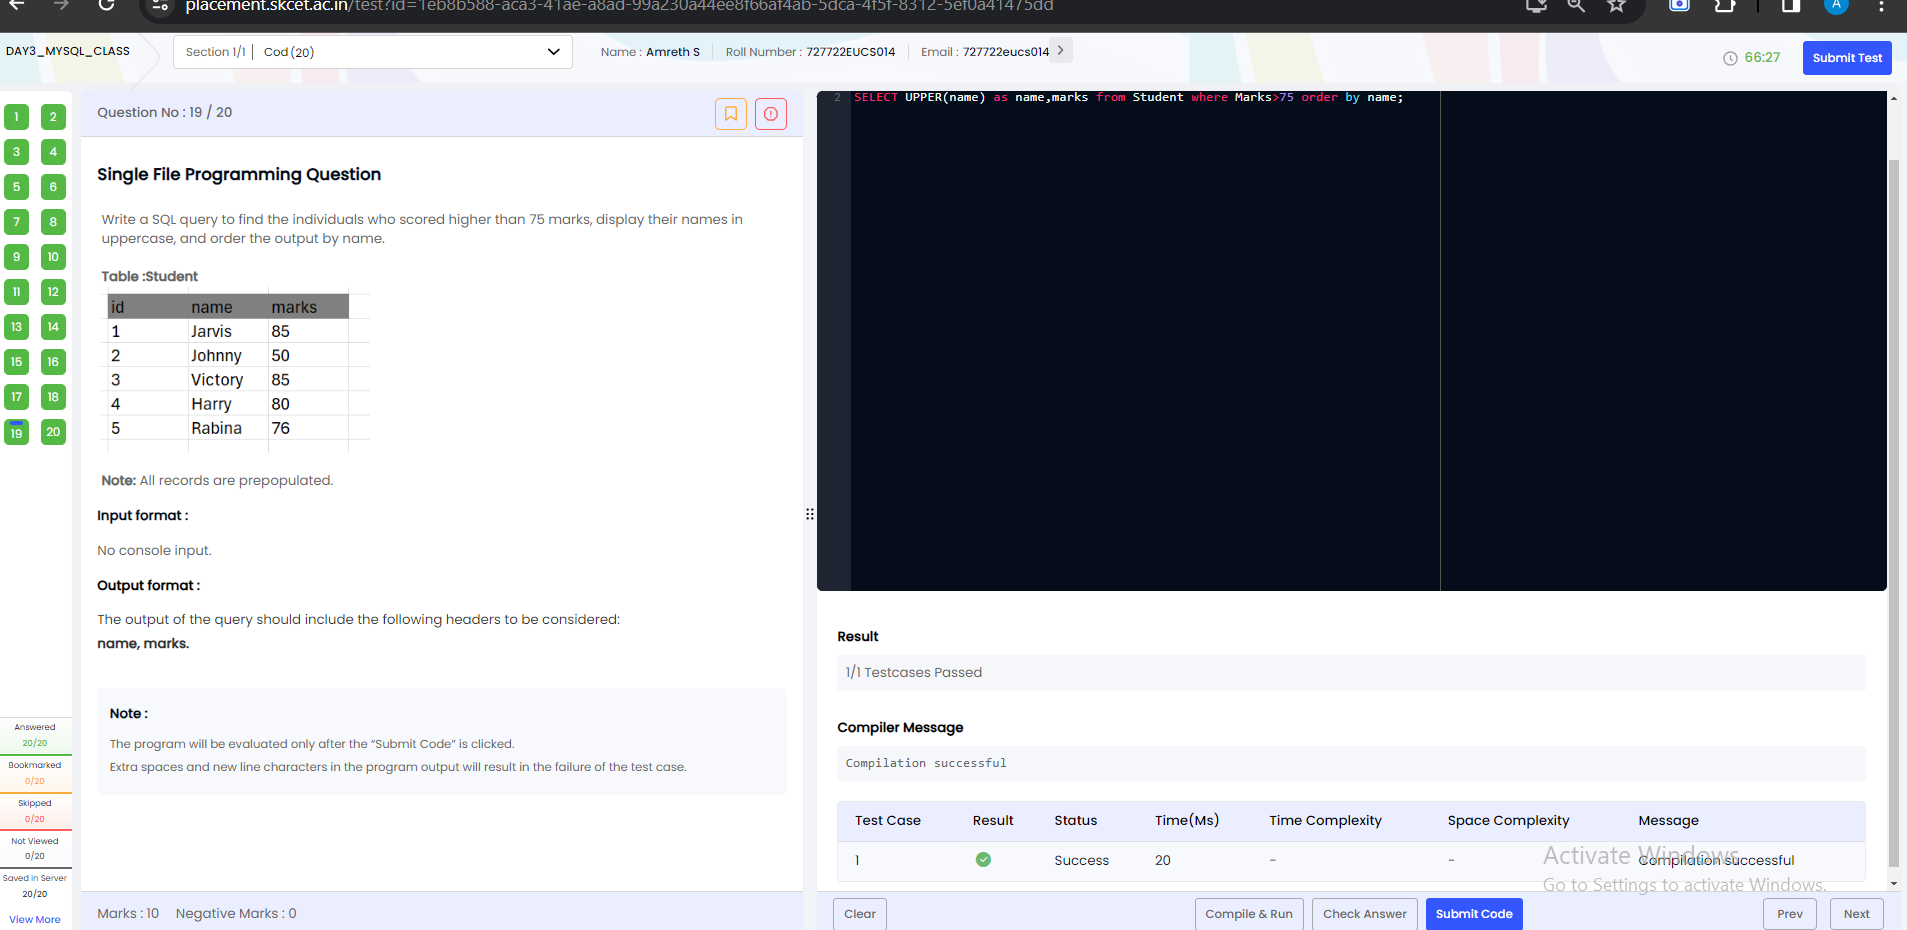 placement.skcet.ac.in/test?id=1eb8b588-aca3-41ae-a8ad-99a230a44ee8f66af4ab-5dca-4f5f-8312-5ef0a41475dd
A
DAY3_MYSQL_CLASS
Section 1/1 | Cod (20)
Name : Amreth S
Roll Number : 727722EUCS014
Email : 727722eucs014
66:27
Submit Test
1 2
3 4
5 6
7 8
9 10
11 12
13 14
15 16
17 18
19 20
Answered
20/20
Bookmarked
0/20
Skipped
0/20
Not Viewed
0/20
Saved in Server
20/20
View More
Question No : 19 / 20
Single File Programming Question
Write a SQL query to find the individuals who scored higher than 75 marks, display their names in
uppercase, and order the output by name.
Table :Student
id name marks
1 Jarvis 85
2 Johnny 50
3 Victory 85
4 Harry 80
5 Rabina 76
Note: All records are prepopulated.
Input format :
No console input.
Output format :
The output of the query should include the following headers to be considered:
name, marks.
Note :
The program will be evaluated only after the “Submit Code” is clicked.
Extra spaces and new line characters in the program output will result in the failure of the test case.
Marks : 10 Negative Marks : 0
2 SELECT UPPER(name) as name,marks from Student where Marks>75 order by name;
Result
1/1 Testcases Passed
Compiler Message
Compilation successful
Test Case Result Status Time(Ms) Time Complexity Space Complexity Message
1 Success 20 - - Compilation successful
Activate Windows
Go to Settings to activate Windows.
Clear
Compile & Run
Check Answer
Submit Code
Prev
Next